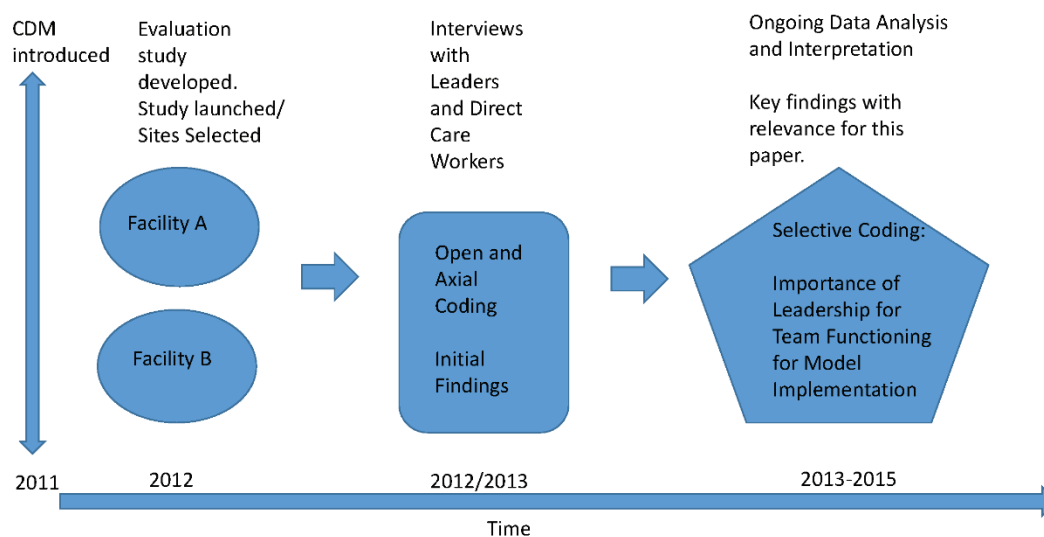 CDM
introduced
Evaluation
study
developed.
Study launched/
Sites Selected
Interviews
with
Leaders
and Direct
Care
Workers
Ongoing Data Analysis
and Interpretation
Key findings with
relevance for this
paper.
Facility A
Facility B
Open and
Axial
Coding
Initial
Findings
Selective Coding:
Importance of
Leadership for
Team Functioning
for Model
Implementation
2011
2012
2012/2013
2013-2015
Time